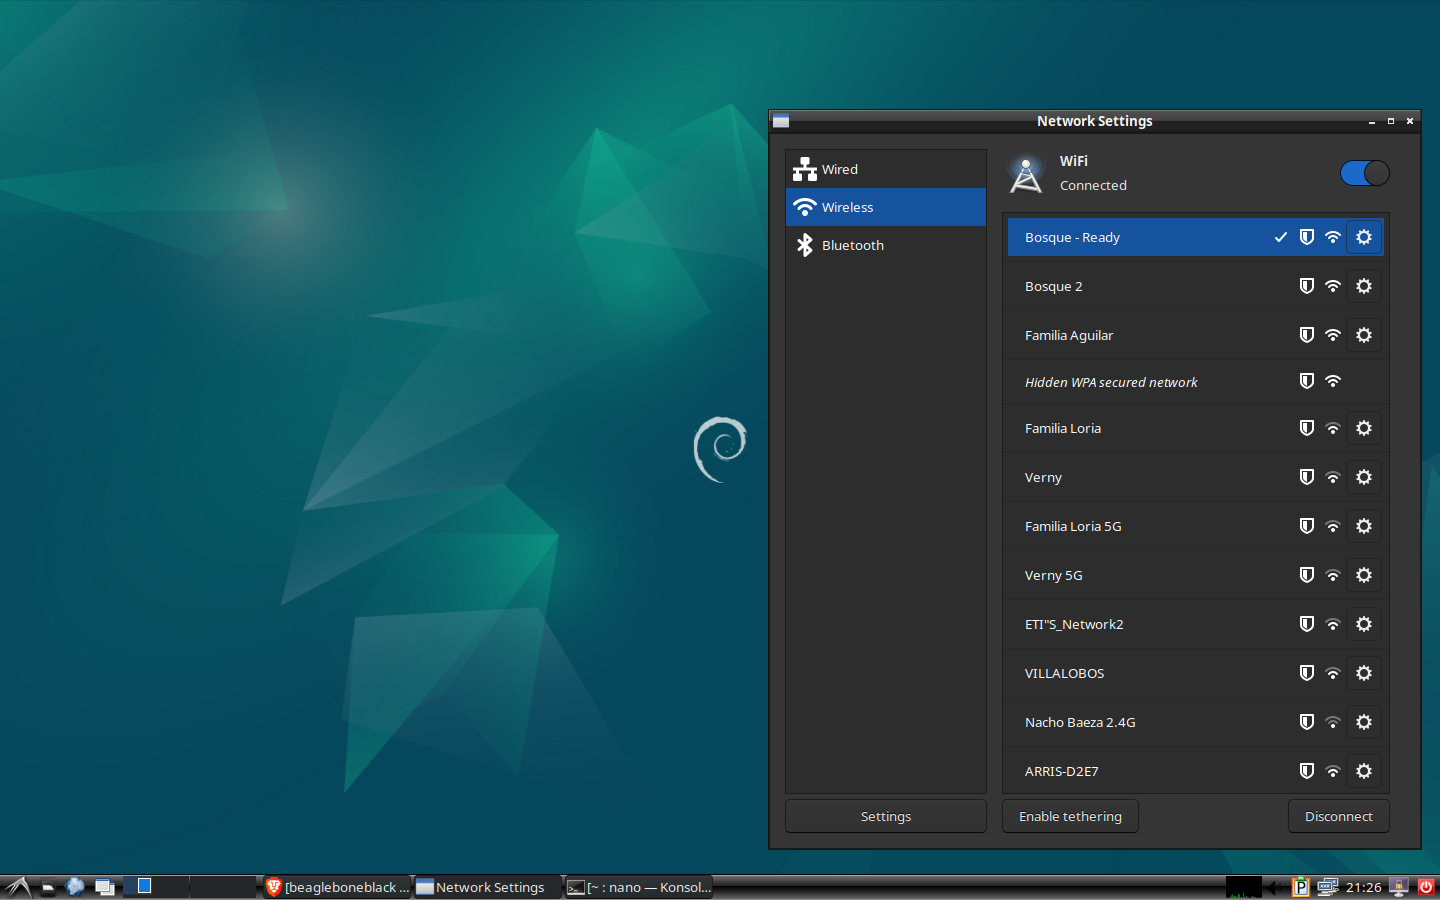 Network Settings
Wired
Wireless
Bluetooth
WiFi
Connected
Bosque - Ready
Bosque 2
Familia Aguilar
Hidden WPA secured network
Familia Loria
Verny
Familia Loria 5G
Verny 5G
ETI"S_Network2
VILLALOBOS
Nacho Baeza 2.4G
ARRIS-D2E7
Settings
Enable tethering
Disconnect
[beagleboneblack ...
Network Settings
[~ : nano — Konsol...
P
21:26